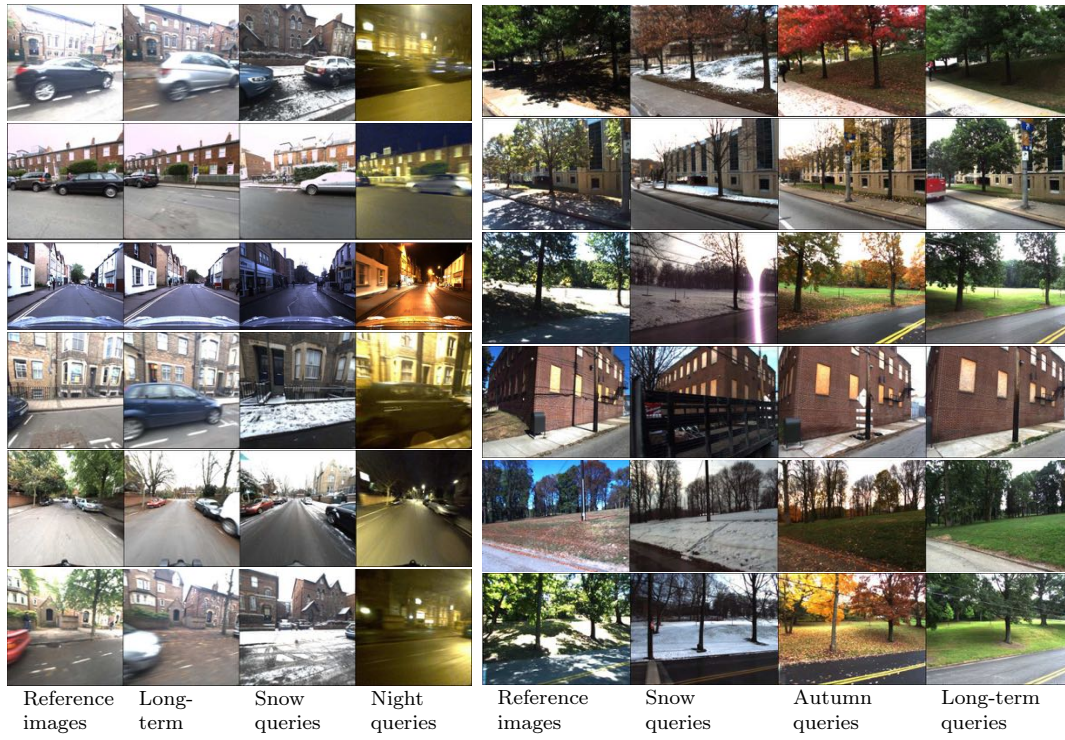 Reference images
Long-term
Snow queries
Night queries
Reference images
Snow queries
Autumn queries
Long-term queries